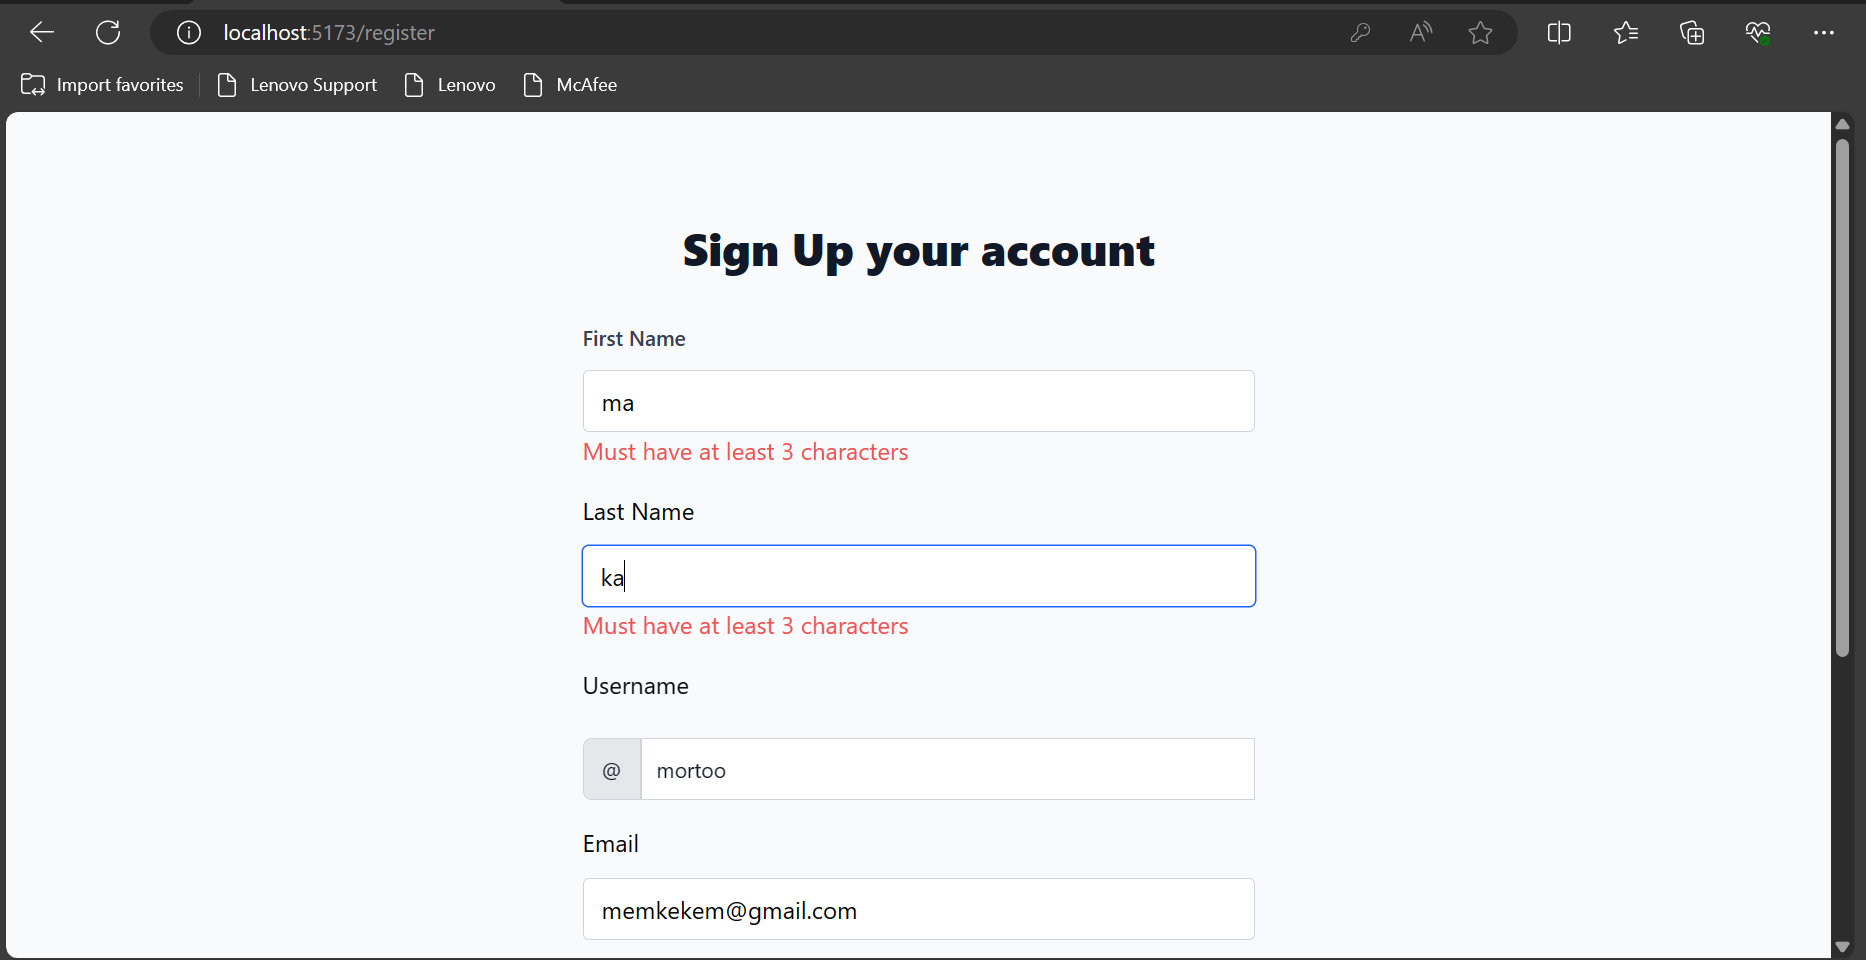 localhost:5173/register
Import favorites Lenovo Support Lenovo McAfee
Sign Up your account
First Name
ma
Must have at least 3 characters
Last Name
ka
Must have at least 3 characters
Username
@ mortoo
Email
memkekem@gmail.com